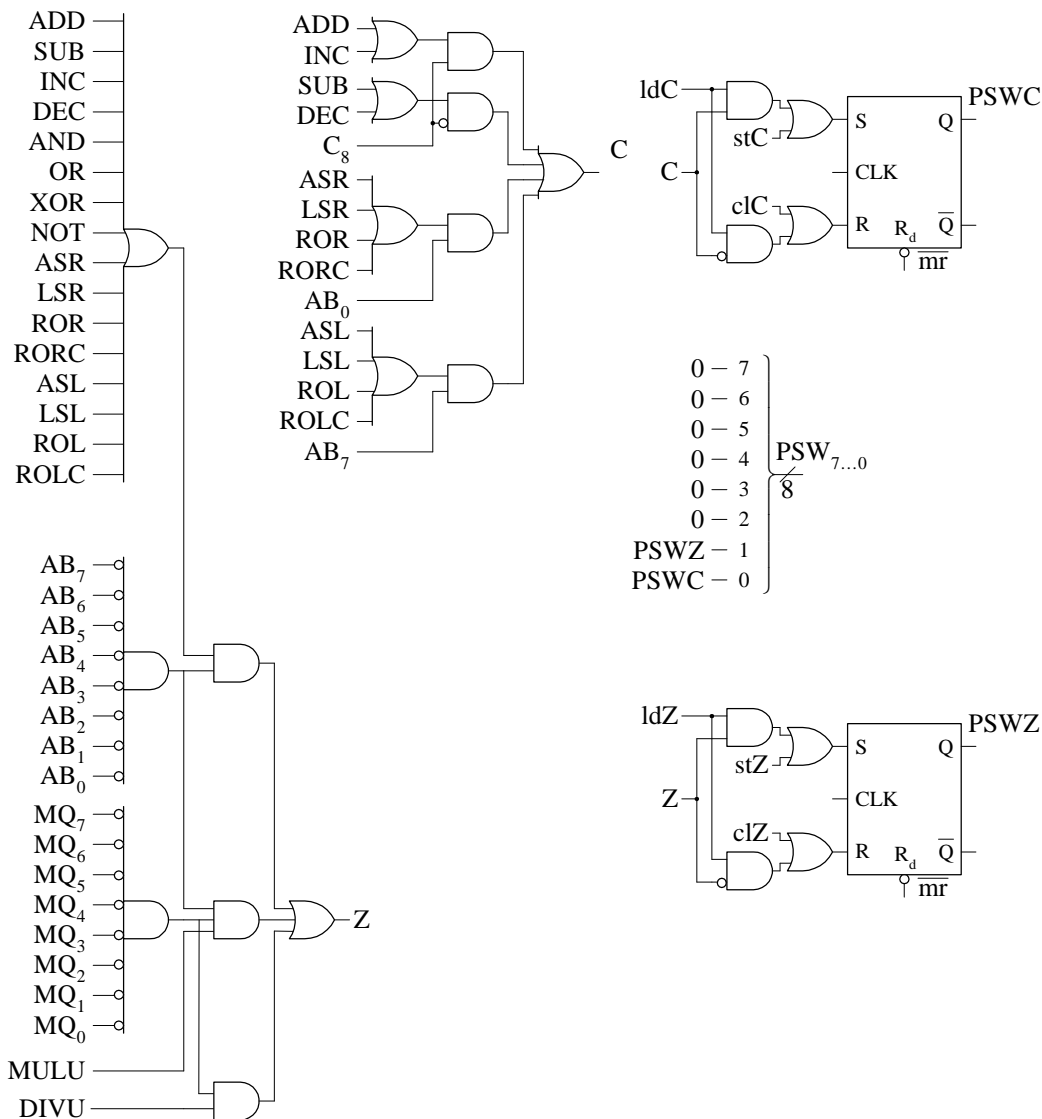 ADD
SUB
INC
DEC
AND
OR
XOR
NOT
ASR
LSR
ROR
RORC
ASL
LSL
ROL
ROLC
AB7
AB6
AB5
AB4
AB3
AB2
AB1
AB0
MQ7
MQ6
MQ5
MQ4
MQ3
MQ2
MQ1
MQ0
MULU
DIVU
Z
ADD
INC
SUB
DEC
C8
ASR
LSR
ROR
RORC
AB0
ASL
LSL
ROL
ROLC
AB7
C
ldC
stC
C
clC
PSWC
S Q
CLK
R Rd Q̅
m̅r̅
0 – 7
0 – 6
0 – 5
0 – 4
0 – 3
0 – 2
PSWZ – 1
PSWC – 0
PSW7...0
8
ldZ
stZ
Z
clZ
PSWZ
S Q
CLK
R Rd Q̅
m̅r̅